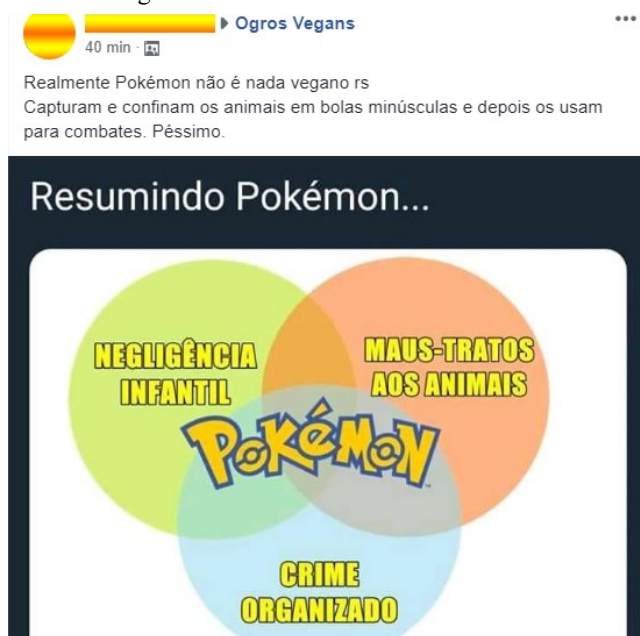 Ogros Vegans
40 min
Realmente Pokémon não é nada vegano rs
Capturam e confinam os animais em bolas minúsculas e depois os usam
para combates. Péssimo.
Resumindo Pokémon...
NEGLIGÊNCIA
INFANTIL
MAUS-TRATOS
AOS ANIMAIS
POKÉMON
CRIME
ORGANIZADO